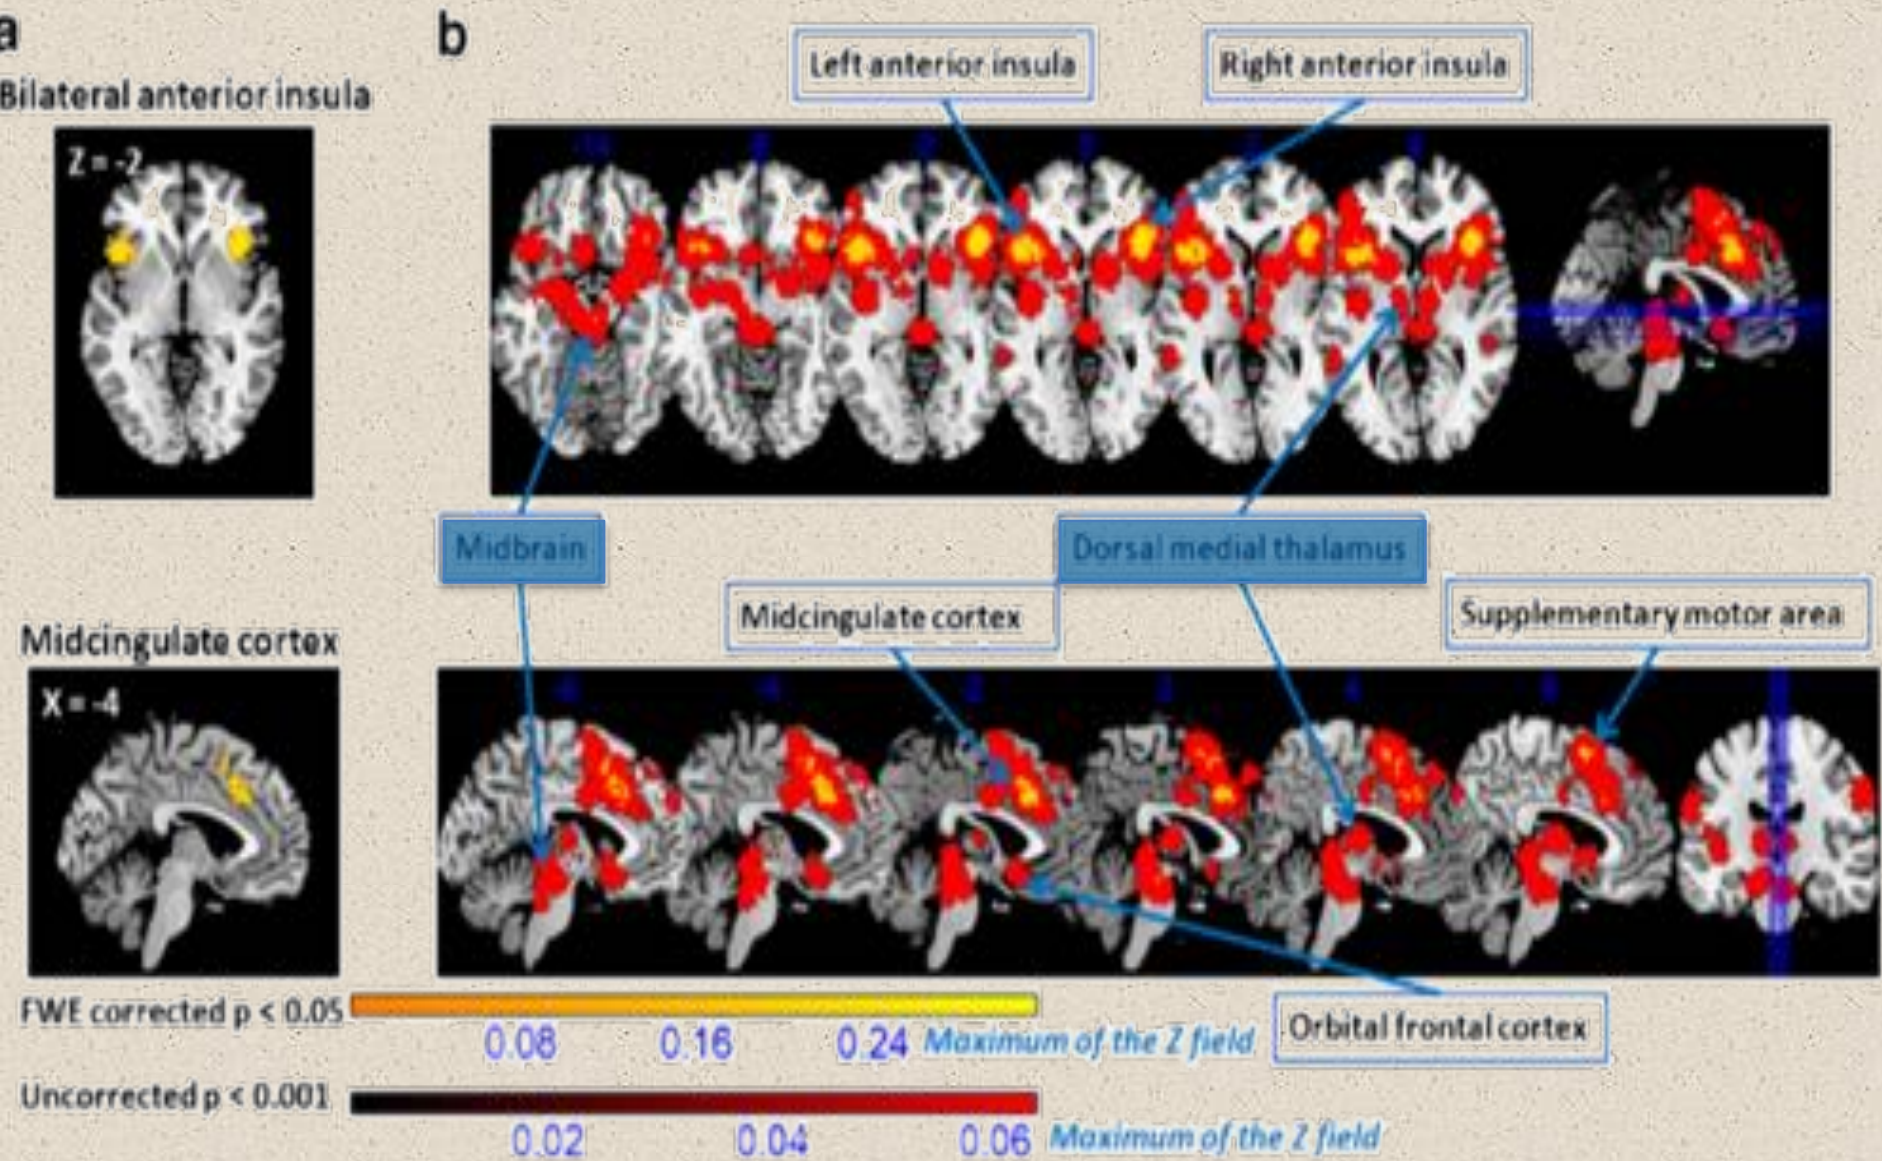 a
b
Left anterior insula
Right anterior insula
Bilateral anterior insula
Z = -2
Midbrain
Dorsal medial thalamus
Midcingulate cortex
Supplementary motor area
Midcingulate cortex
X = -4
FWE corrected p < 0.05
0.08 0.16 0.24 Maximum of the Z field
Orbital frontal cortex
Uncorrected p < 0.001
0.02 0.04 0.06 Maximum of the Z field